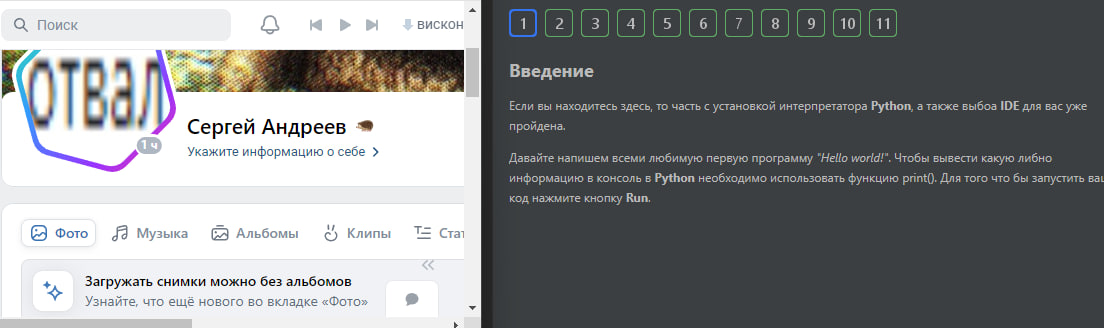 Поиск
вискон
отвал
Сергей Андреев
1 ч
Укажите информацию о себе
Фото Музыка Альбомы Клипы Стат
Загружать снимки можно без альбомов
Узнайте, что ещё нового во вкладке «Фото»
1 2 3 4 5 6 7 8 9 10 11
Введение
Если вы находитесь здесь, то часть с установкой интерпретатора Python, а также выбоа IDE для вас уже
пройдена.
Давайте напишем всеми любимую первую программу "Hello world!". Чтобы вывести какую либно
информацию в консоль в Python необходимо использовать функцию print(). Для того что бы запустить ваш
код нажмите кнопку Run.